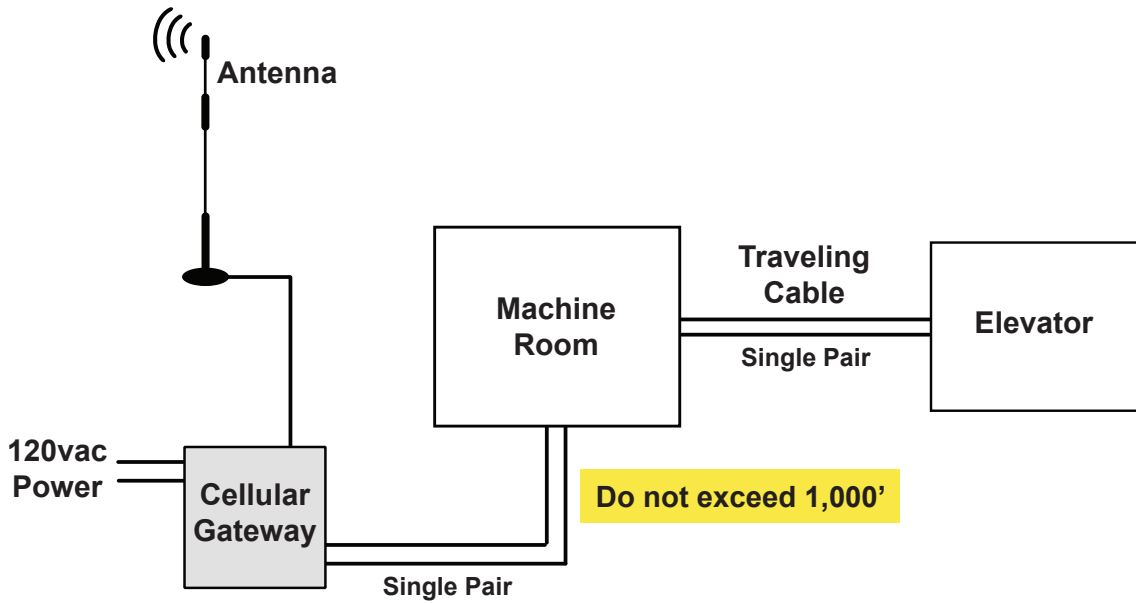 Antenna
Traveling
Cable
Machine
Room
Elevator
Single Pair
120vac
Power
Cellular
Gateway
Do not exceed 1,000’
Single Pair